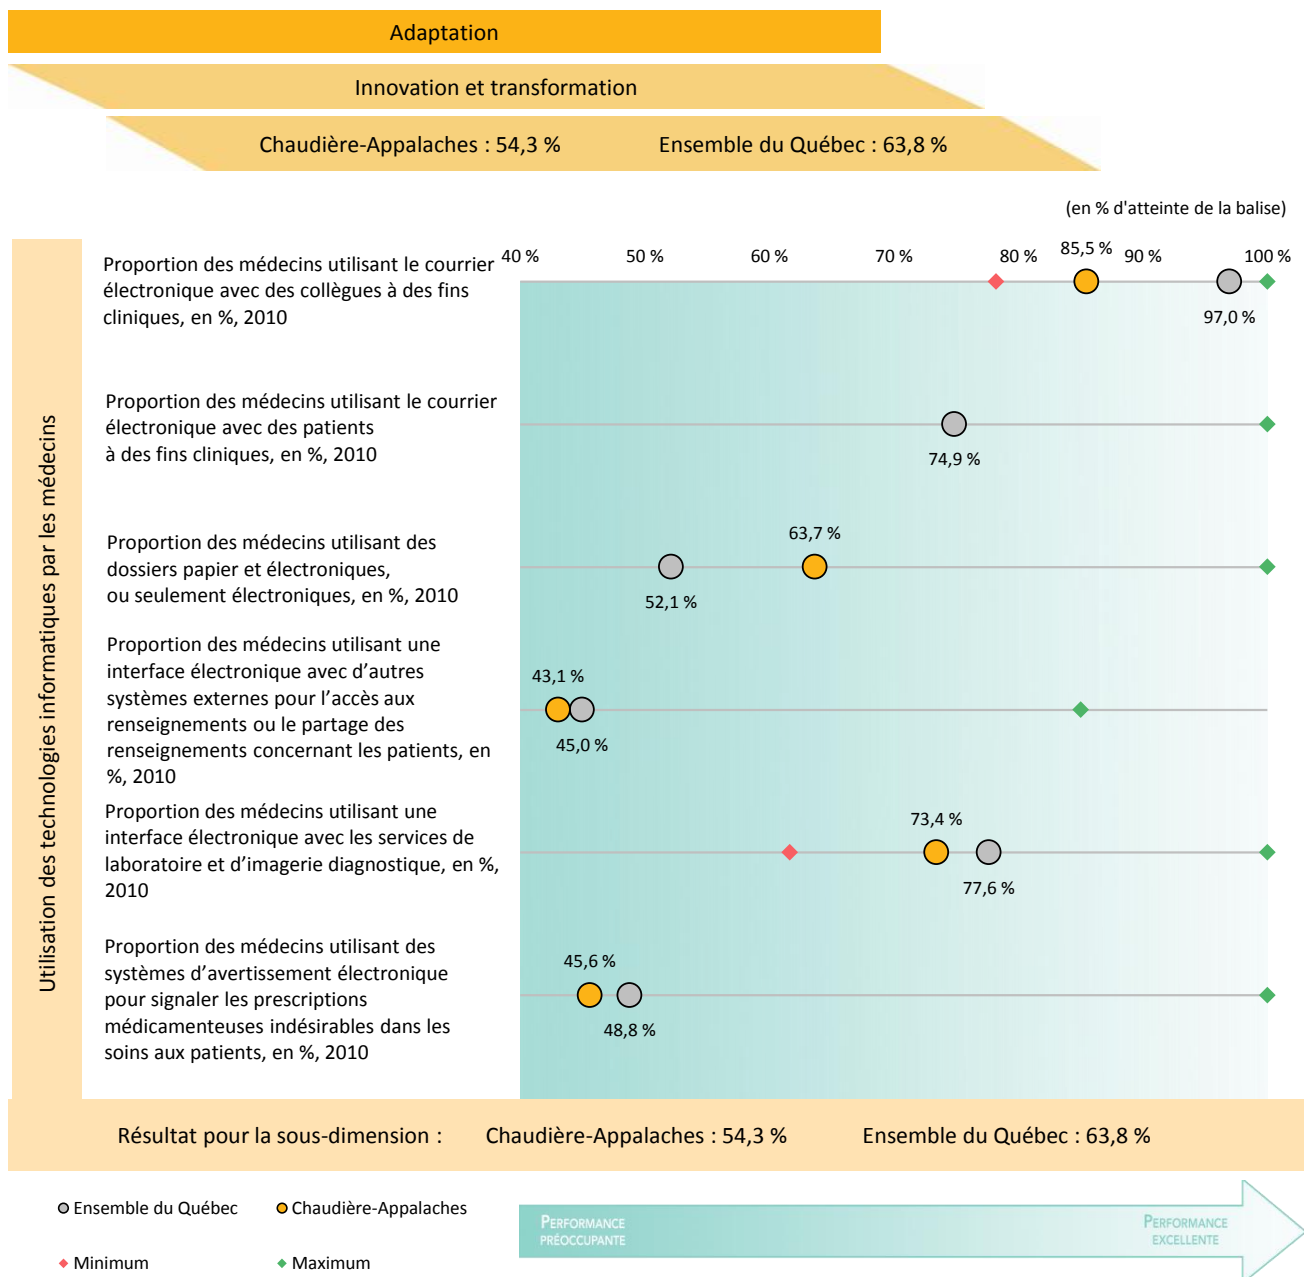 Adaptation
Innovation et transformation
Chaudière-Appalaches : 54,3 % Ensemble du Québec : 63,8 %
(en % d'atteinte de la balise)
40 % 50 % 60 % 70 % 80 % 90 % 100 %
Utilisation des technologies informatiques par les médecins
Proportion des médecins utilisant le courrier
électronique avec des collègues à des fins
cliniques, en %, 2010
85,5 %
97,0 %
Proportion des médecins utilisant le courrier
électronique avec des patients
à des fins cliniques, en %, 2010
74,9 %
Proportion des médecins utilisant des
dossiers papier et électroniques,
ou seulement électroniques, en %, 2010
63,7 %
52,1 %
Proportion des médecins utilisant une
interface électronique avec d’autres
systèmes externes pour l’accès aux
renseignements ou le partage des
renseignements concernant les patients, en
%, 2010
43,1 %
45,0 %
Proportion des médecins utilisant une
interface électronique avec les services de
laboratoire et d’imagerie diagnostique, en %,
2010
73,4 %
77,6 %
Proportion des médecins utilisant des
systèmes d’avertissement électronique
pour signaler les prescriptions
médicamenteuses indésirables dans les
soins aux patients, en %, 2010
45,6 %
48,8 %
Résultat pour la sous-dimension : Chaudière-Appalaches : 54,3 % Ensemble du Québec : 63,8 %
Ensemble du Québec Chaudière-Appalaches
Minimum Maximum
PERFORMANCE
PRÉOCCUPANTE
PERFORMANCE
EXCELLENTE